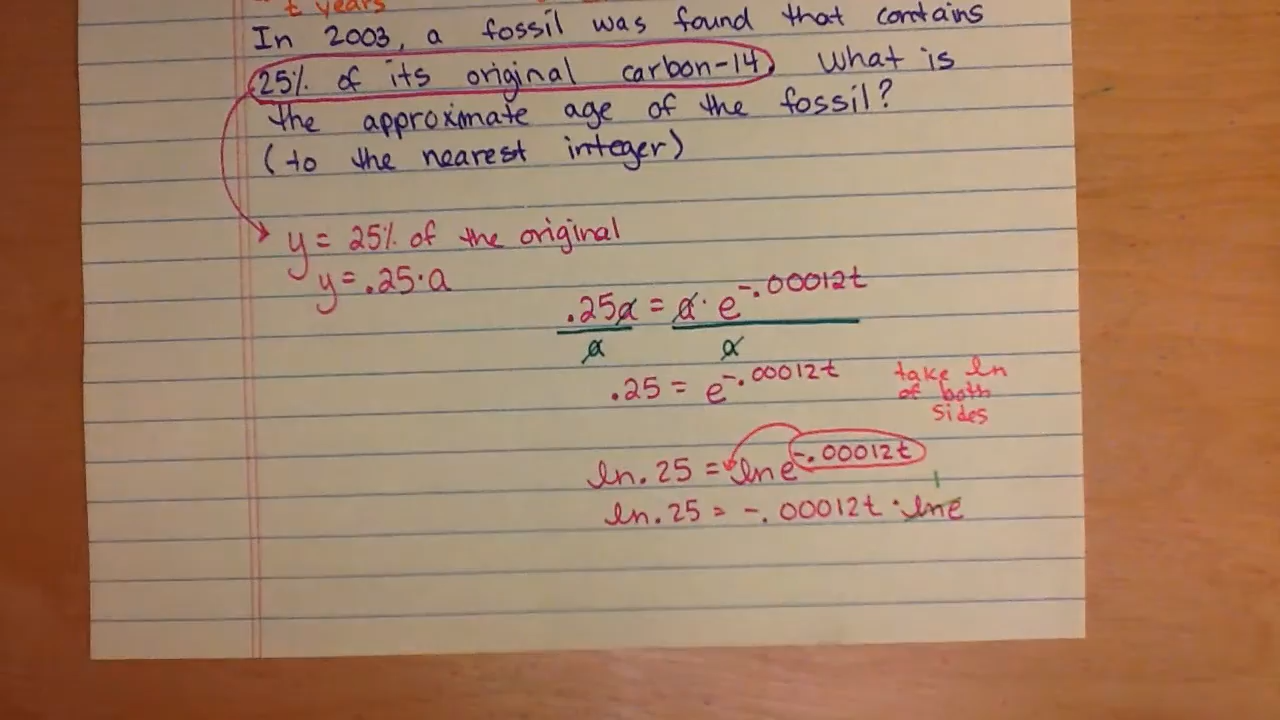 t years
In 2003, a fossil was found that contains
25% of its original carbon-14. What is
the approximate age of the fossil?
(to the nearest integer)
y = 25% of the original
y = .25·a
.25a = a·e^-.00012t
a a
.25 = e^-.00012t
take ln
of both
sides
ln .25 = ln e^-.00012t
1
ln .25 = -.00012t · ln e